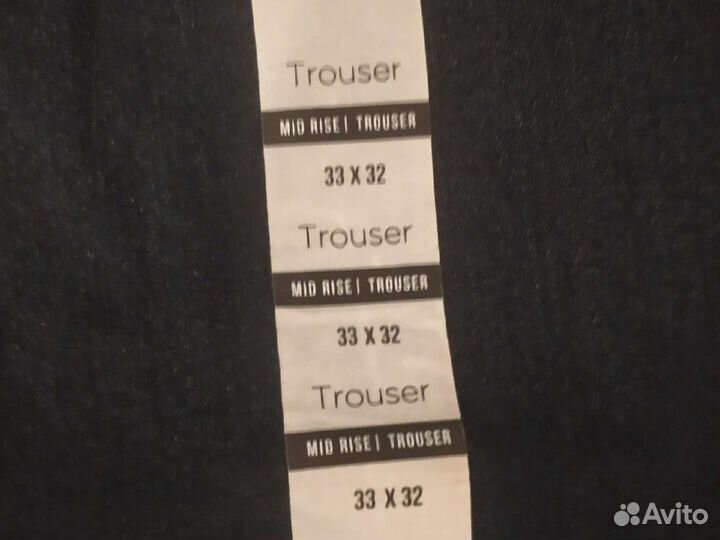 Trouser
MID RISE | TROUSER
33 X 32
Trouser
MID RISE | TROUSER
33 X 32
Trouser
MID RISE | TROUSER
33 X 32
Avito